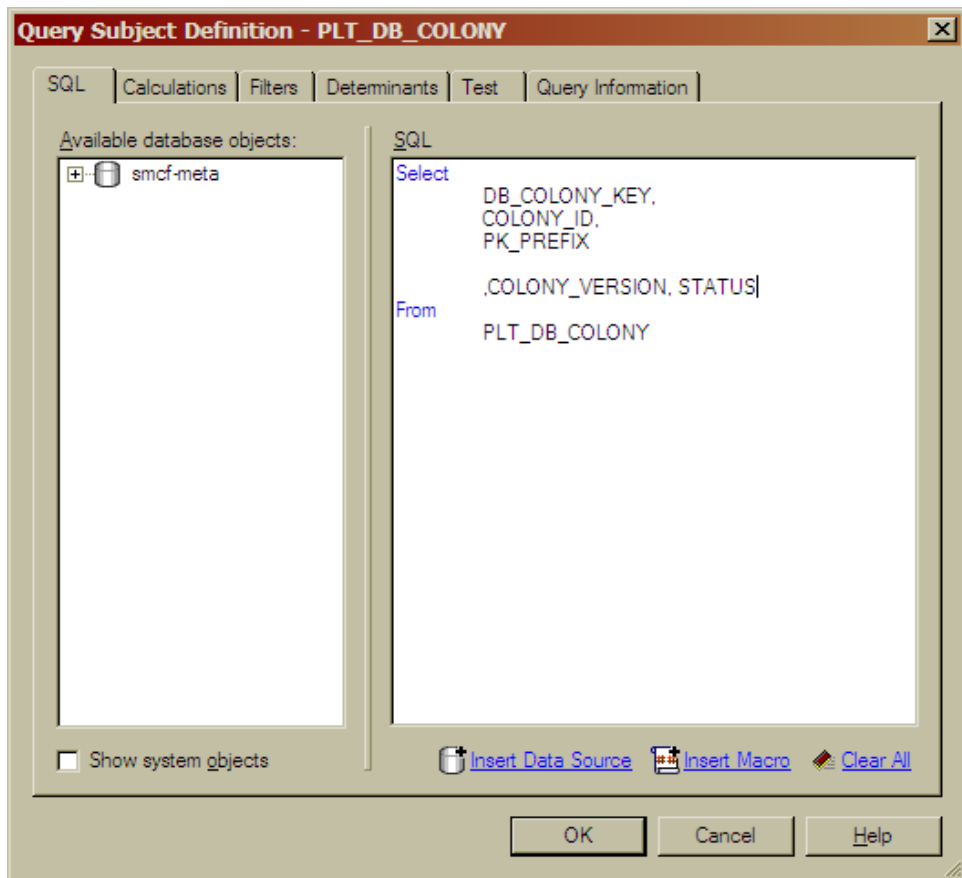 Query Subject Definition - PLT_DB_COLONY
SQL Calculations Filters Determinants Test Query Information
Available database objects:
smcf-meta
Show system objects
SQL
Select
DB_COLONY_KEY,
COLONY_ID,
PK_PREFIX
,COLONY_VERSION, STATUS
From
PLT_DB_COLONY
Insert Data Source Insert Macro Clear All
OK Cancel Help